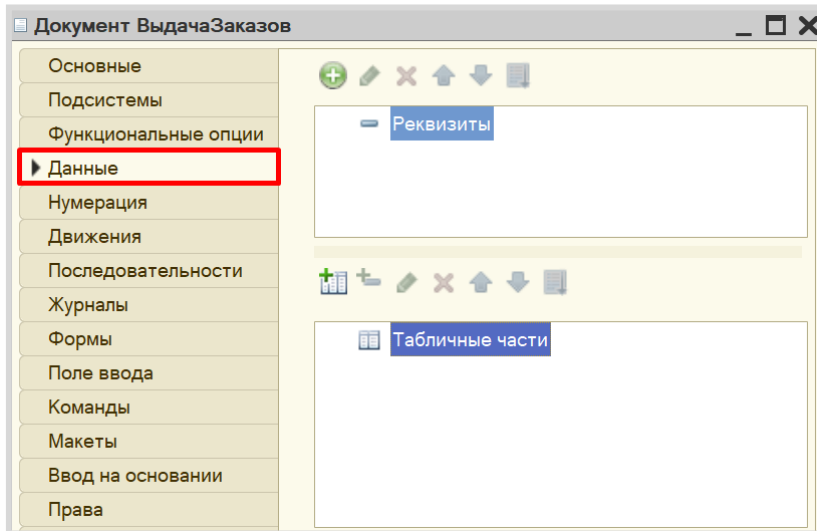 Документ ВыдачаЗаказов
Основные
Подсистемы
Функциональные опции
Данные
Нумерация
Движения
Последовательности
Журналы
Формы
Поле ввода
Команды
Макеты
Ввод на основании
Права
Реквизиты
Табличные части